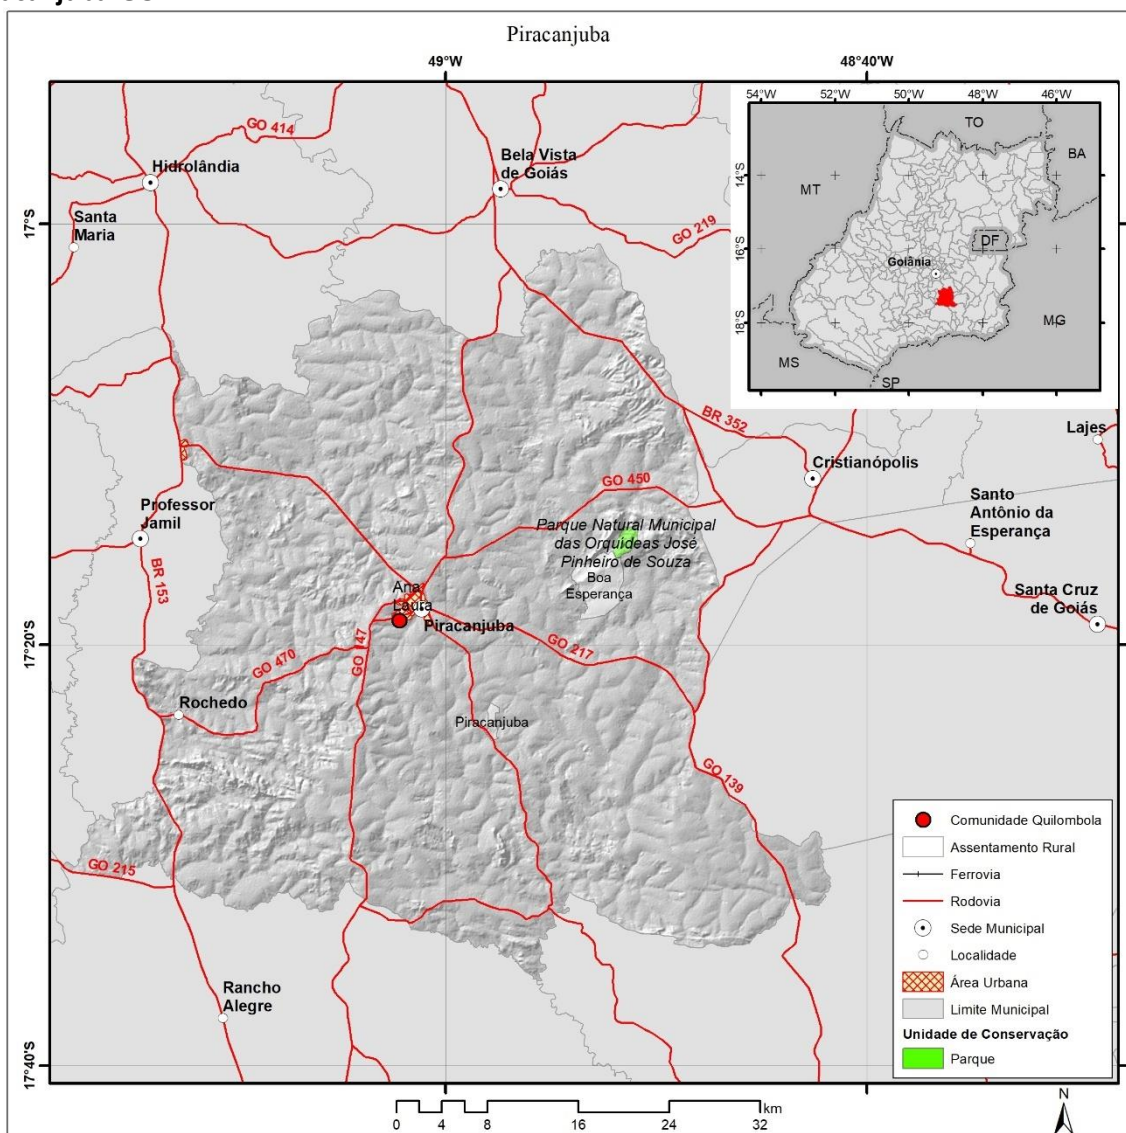 Piracanjuba
49°W
48°40'W
54°W
52°W
50°W
48°W
46°W
TO
BA
MT
14°S
16°S
18°S
DF
Goiânia
MG
MS
SP
GO 414
Hidrolândia
Bela Vista
de Goiás
Santa
Maria
17°S
GO 219
BR 352
Lajes
Cristianópolis
GO 450
Santo
Antônio da
Esperança
Professor
Jamil
Parque Natural Municipal
das Orquídeas José
Pinheiro de Souza
BR 153
Boa
Esperança
Ana
Laura
Santa Cruz
de Goiás
Piracanjuba
17°20'S
GO 147
GO 217
GO 470
Rochedo
Piracanjuba
GO 139
GO 215
Comunidade Quilombola
Assentamento Rural
Ferrovia
Rodovia
Sede Municipal
Localidade
Área Urbana
Limite Municipal
Unidade de Conservação
Parque
Rancho
Alegre
17°40'S
km
0 4 8 16 24 32
N